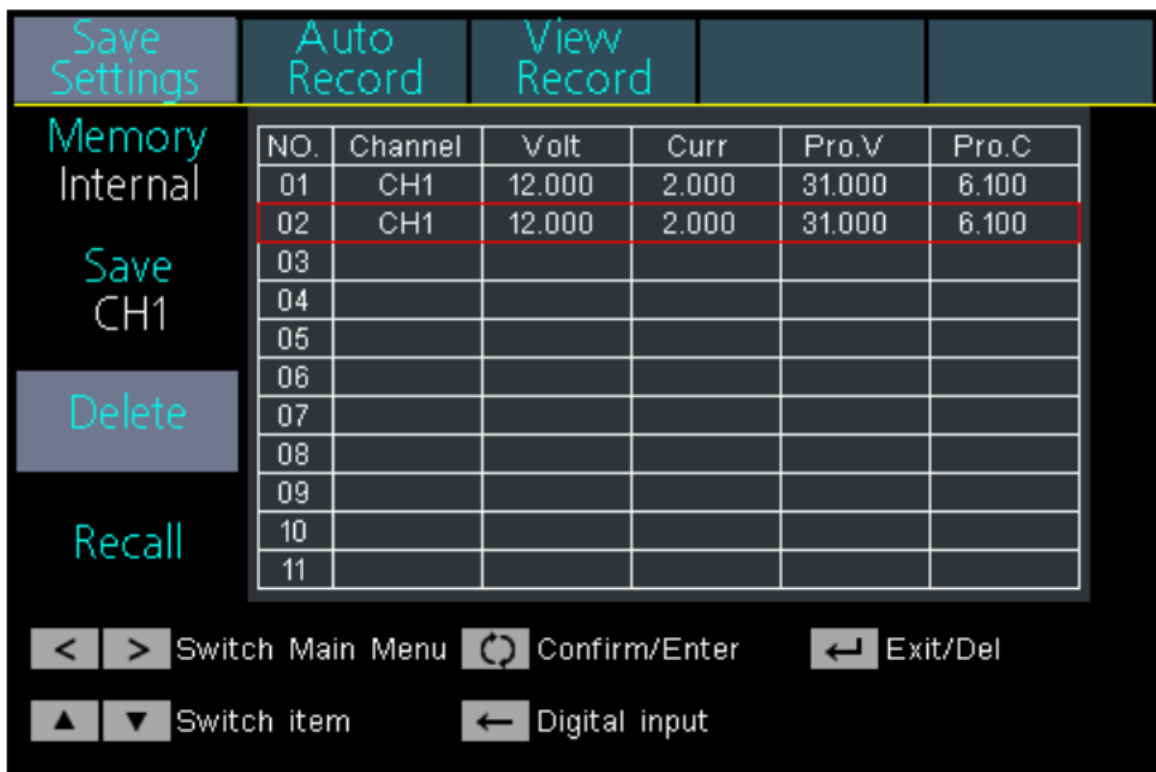 Save Settings Auto Record View Record
Memory
Internal
Save
CH1
Delete
Recall
NO. Channel Volt Curr Pro.V Pro.C
01 CH1 12.000 2.000 31.000 6.100
02 CH1 12.000 2.000 31.000 6.100
03
04
05
06
07
08
09
10
11
< > Switch Main Menu Confirm/Enter Exit/Del
▲ ▼ Switch item ← Digital input